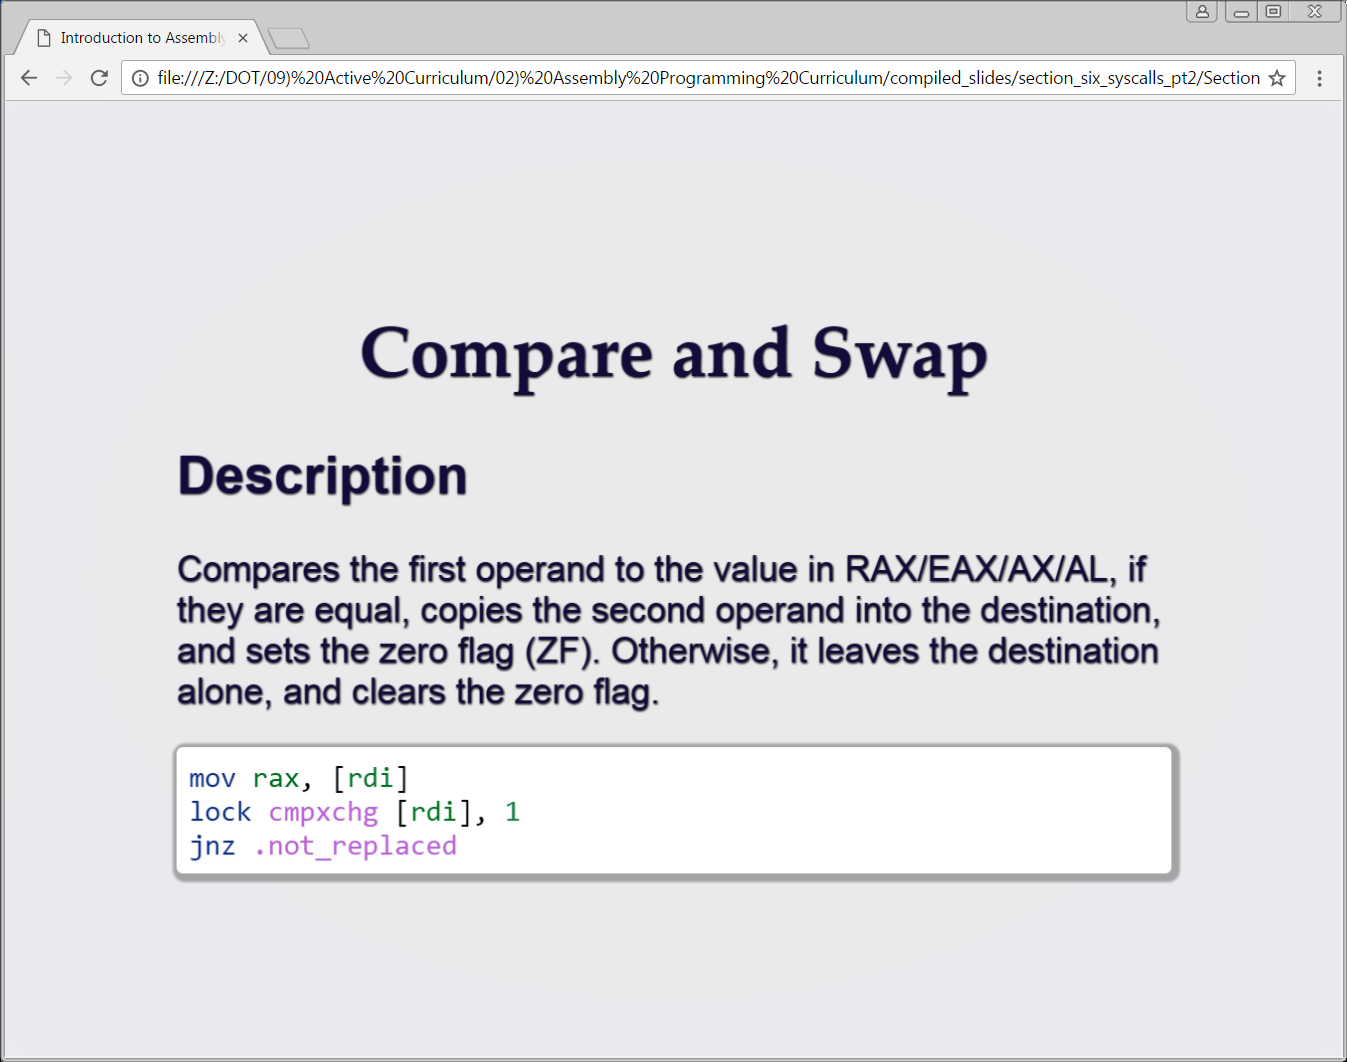 Introduction to Assembly
file:///Z:/DOT/09)%20Active%20Curriculum/02)%20Assembly%20Programming%20Curriculum/compiled_slides/section_six_syscalls_pt2/Section
Compare and Swap
Description
Compares the first operand to the value in RAX/EAX/AX/AL, if
they are equal, copies the second operand into the destination,
and sets the zero flag (ZF). Otherwise, it leaves the destination
alone, and clears the zero flag.
mov rax, [rdi]
lock cmpxchg [rdi], 1
jnz .not_replaced